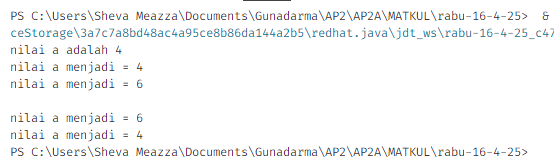 PS C:\Users\Sheva Meazza\Documents\Gunadarma\AP2\AP2A\MATKUL\rabu-16-4-25> &
ceStorage\3a7c7a8bd48ac4a95ce8b86da144a2b5\redhat.java\jdt_ws\rabu-16-4-25_c47
nilai a adalah 4
nilai a menjadi = 4
nilai a menjadi = 6
nilai a menjadi = 6
nilai a menjadi = 4
PS C:\Users\Sheva Meazza\Documents\Gunadarma\AP2\AP2A\MATKUL\rabu-16-4-25>